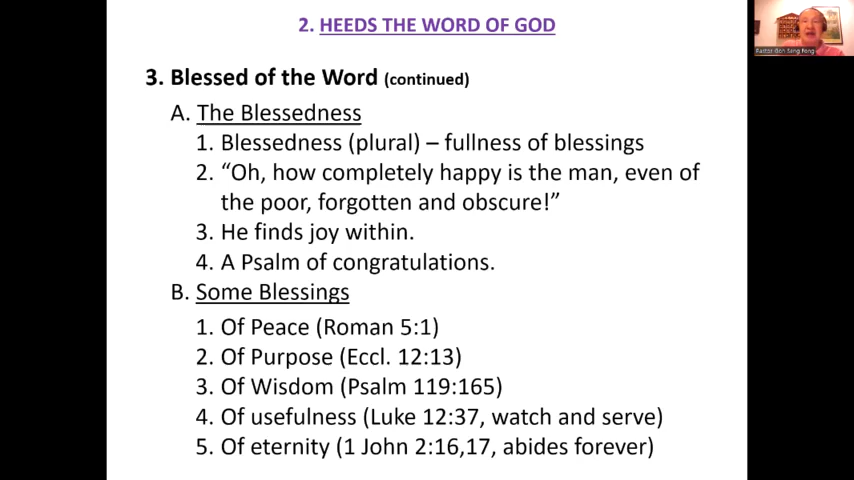 2. HEEDS THE WORD OF GOD
3. Blessed of the Word (continued)
A. The Blessedness
1. Blessedness (plural) – fullness of blessings
2. “Oh, how completely happy is the man, even of
the poor, forgotten and obscure!”
3. He finds joy within.
4. A Psalm of congratulations.
B. Some Blessings
1. Of Peace (Roman 5:1)
2. Of Purpose (Eccl. 12:13)
3. Of Wisdom (Psalm 119:165)
4. Of usefulness (Luke 12:37, watch and serve)
5. Of eternity (1 John 2:16,17, abides forever)
Pastor Goh Seng Fong